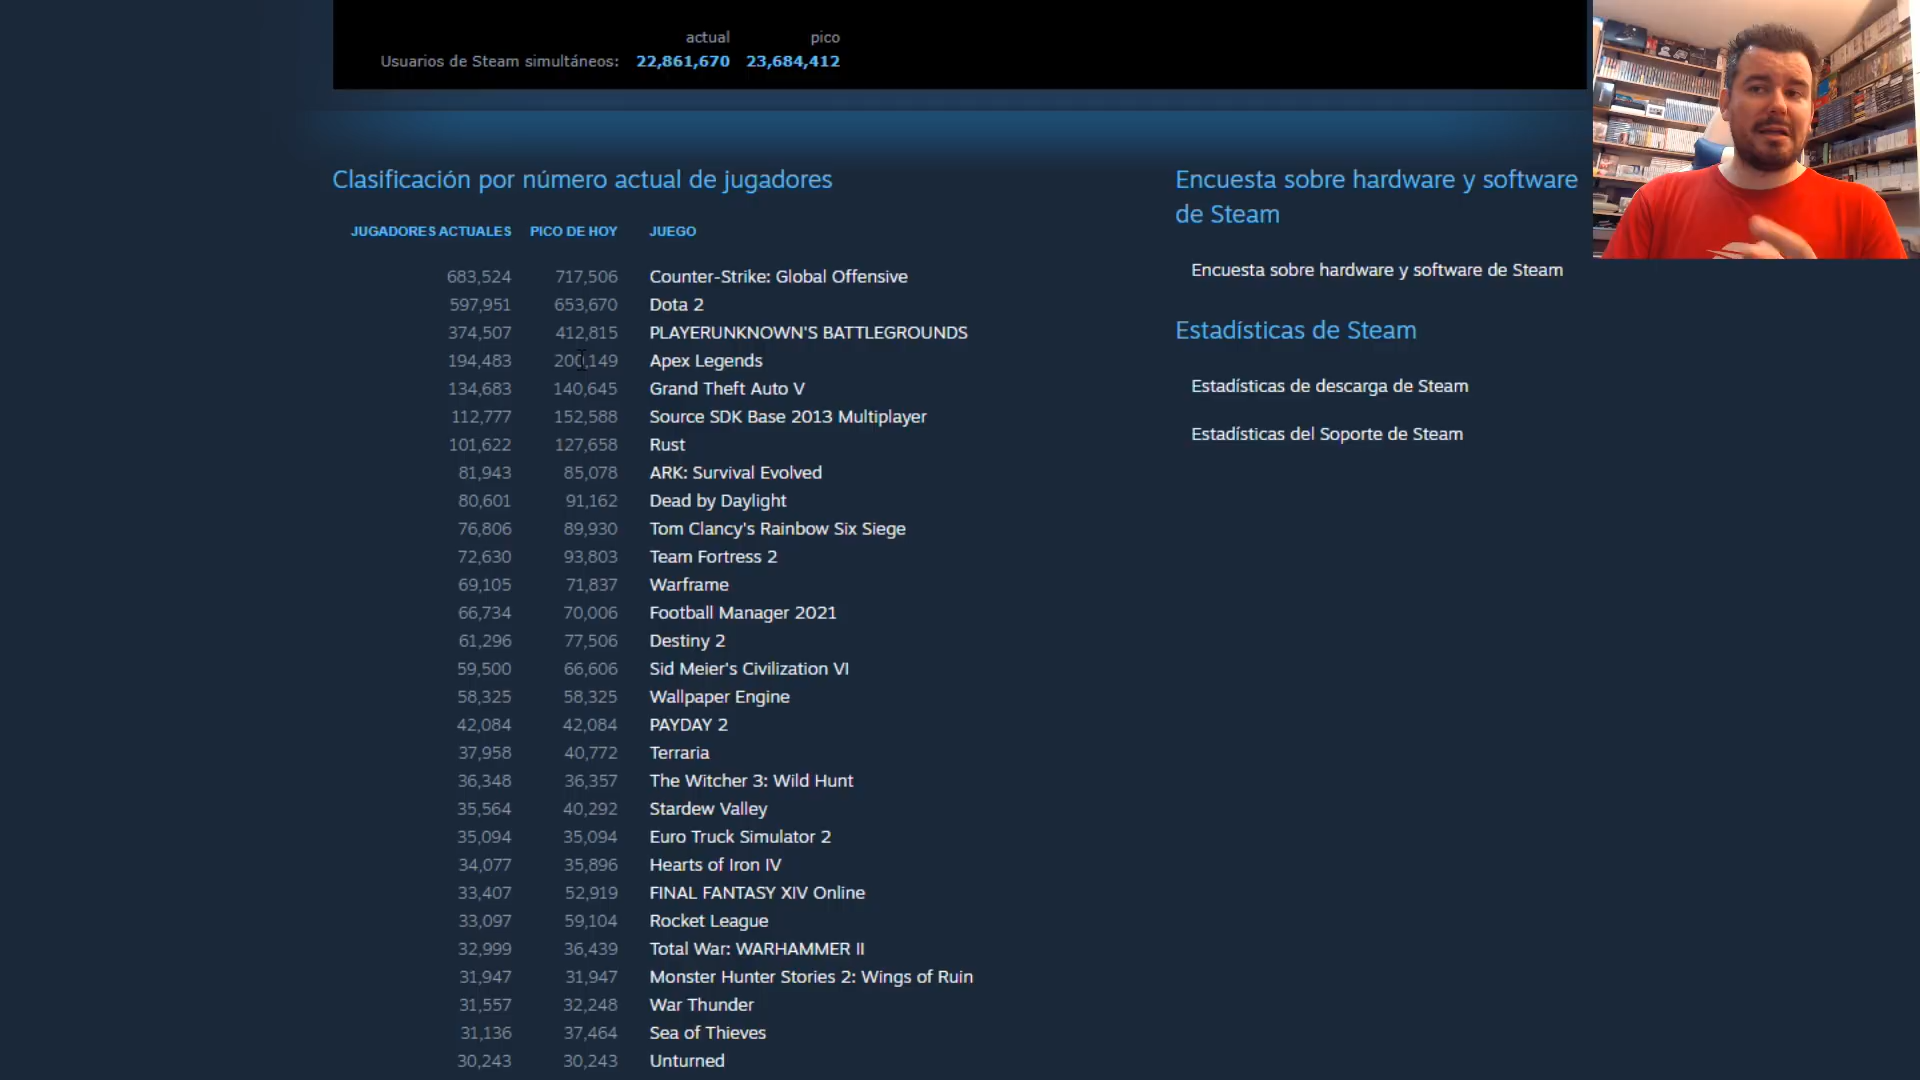 actual pico
Usuarios de Steam simultáneos: 22,861,670 23,684,412
Clasificación por número actual de jugadores
JUGADORES ACTUALES PICO DE HOY JUEGO
683,524 717,506 Counter-Strike: Global Offensive
597,951 653,670 Dota 2
374,507 412,815 PLAYERUNKNOWN'S BATTLEGROUNDS
194,483 200,149 Apex Legends
134,683 140,645 Grand Theft Auto V
112,777 152,588 Source SDK Base 2013 Multiplayer
101,622 127,658 Rust
81,943 85,078 ARK: Survival Evolved
80,601 91,162 Dead by Daylight
76,806 89,930 Tom Clancy's Rainbow Six Siege
72,630 93,803 Team Fortress 2
69,105 71,837 Warframe
66,734 70,006 Football Manager 2021
61,296 77,506 Destiny 2
59,500 66,606 Sid Meier's Civilization VI
58,325 58,325 Wallpaper Engine
42,084 42,084 PAYDAY 2
37,958 40,772 Terraria
36,348 36,357 The Witcher 3: Wild Hunt
35,564 40,292 Stardew Valley
35,094 35,094 Euro Truck Simulator 2
34,077 35,896 Hearts of Iron IV
33,407 52,919 FINAL FANTASY XIV Online
33,097 59,104 Rocket League
32,999 36,439 Total War: WARHAMMER II
31,947 31,947 Monster Hunter Stories 2: Wings of Ruin
31,557 32,248 War Thunder
31,136 37,464 Sea of Thieves
30,243 30,243 Unturned
Encuesta sobre hardware y software
de Steam
Encuesta sobre hardware y software de Steam
Estadísticas de Steam
Estadísticas de descarga de Steam
Estadísticas del Soporte de Steam